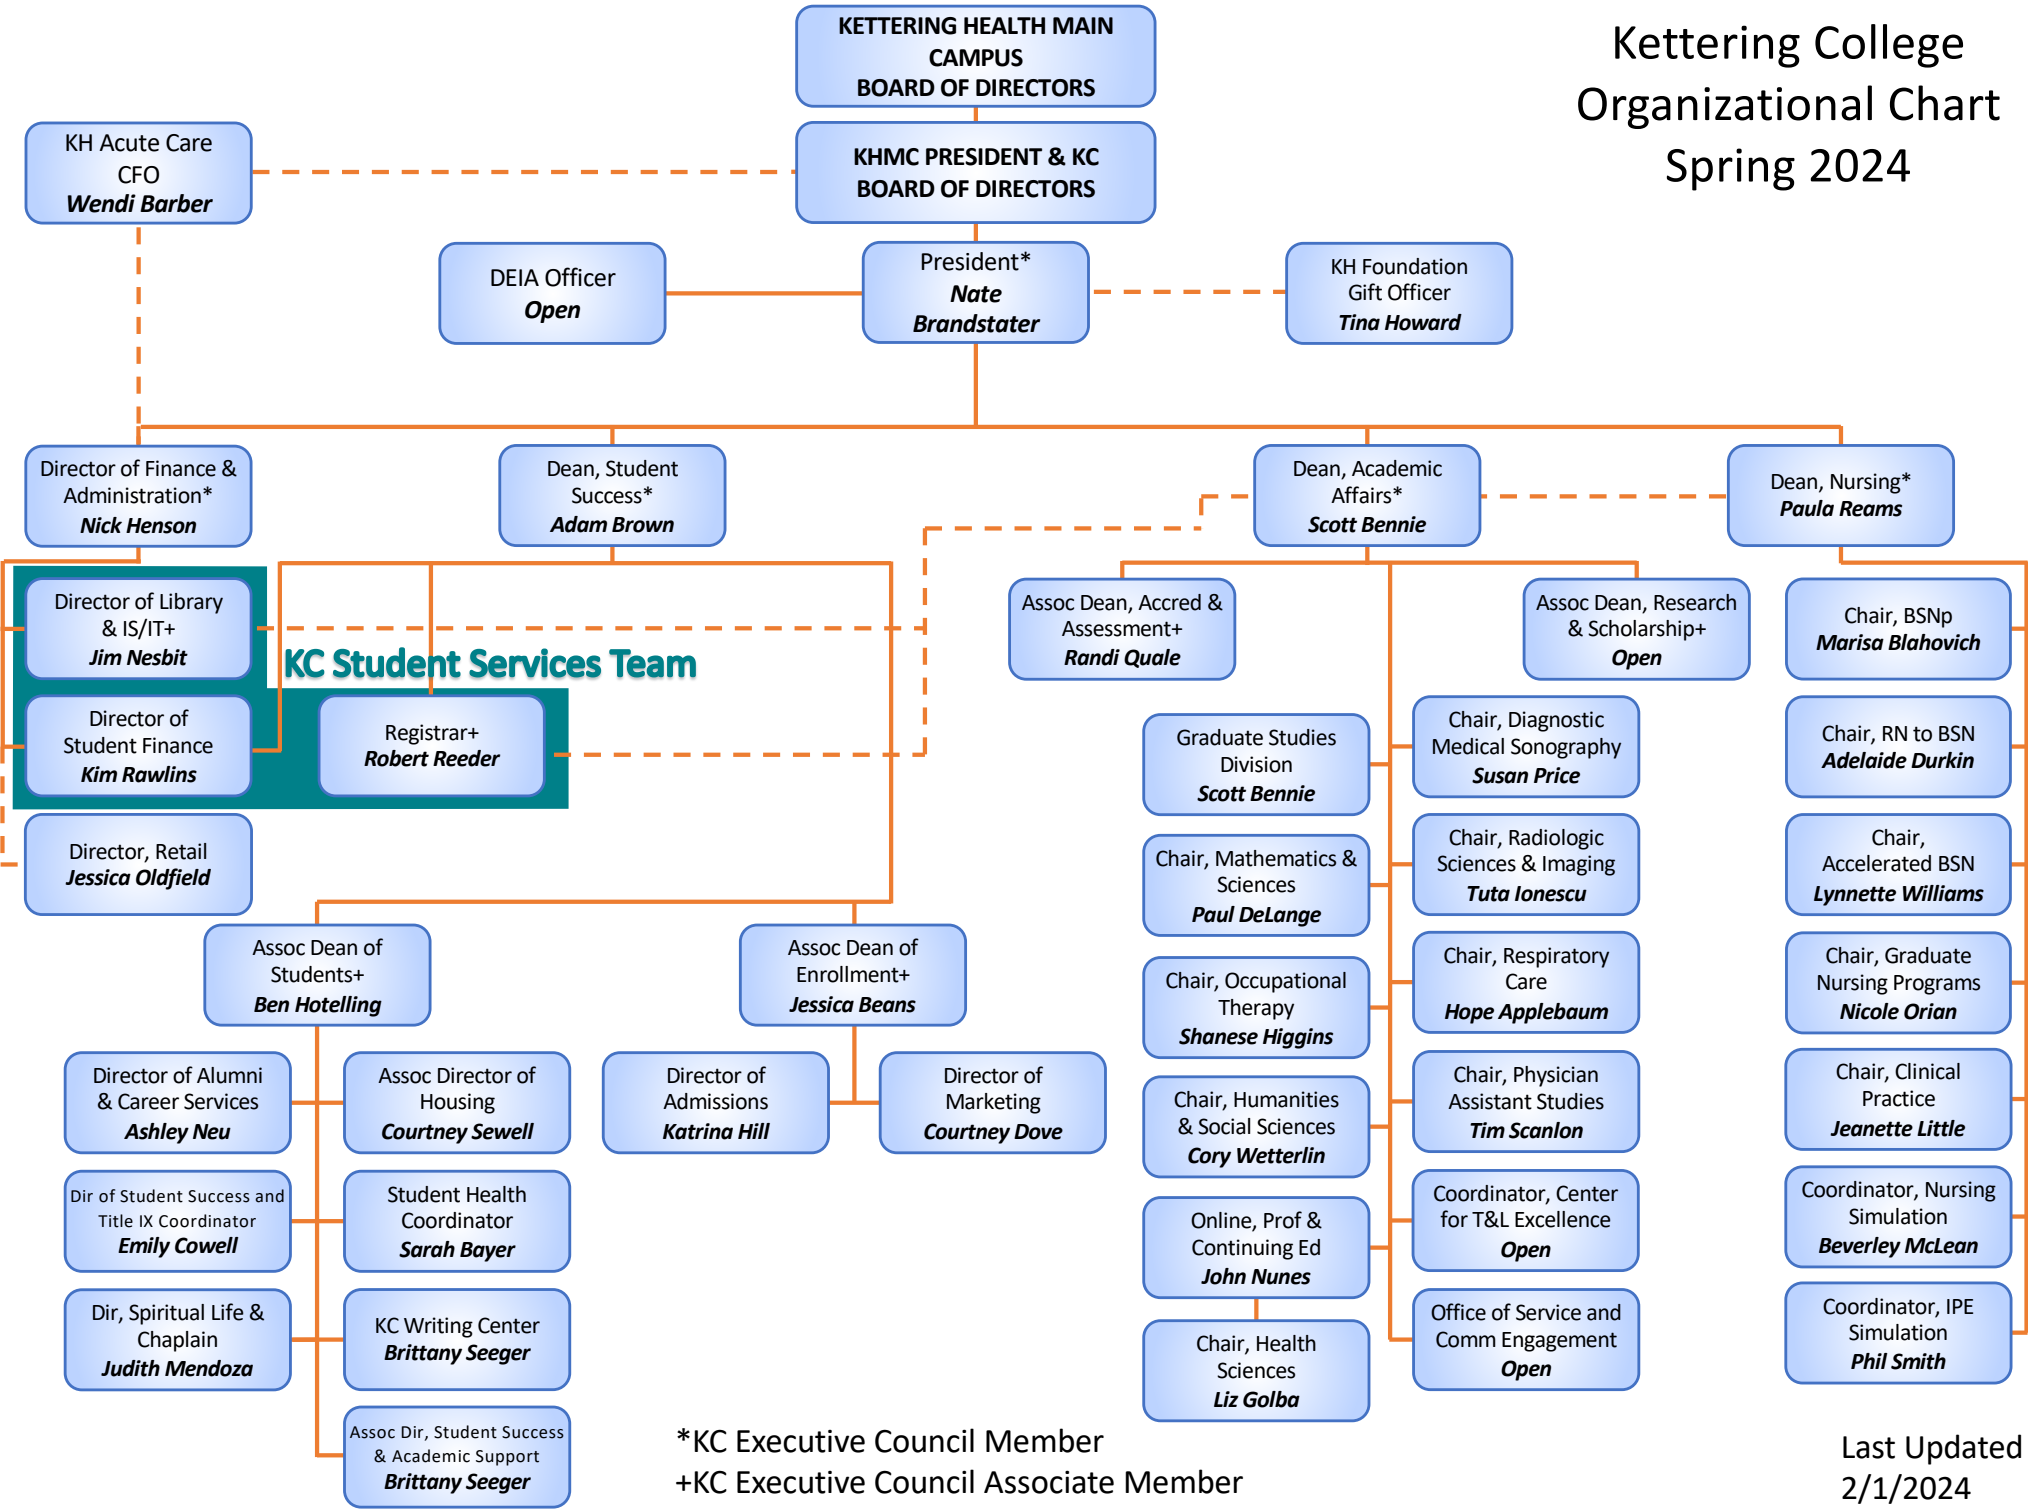 KETTERING HEALTH MAIN
CAMPUS
BOARD OF DIRECTORS
Kettering College
Organizational Chart
Spring 2024
KH Acute Care
CFO
Wendi Barber
KHMC PRESIDENT & KC
BOARD OF DIRECTORS
DEIA Officer
Open
President*
Nate
Brandstater
KH Foundation
Gift Officer
Tina Howard
Director of Finance &
Administration*
Nick Henson
Dean, Student
Success*
Adam Brown
Dean, Academic
Affairs*
Scott Bennie
Dean, Nursing*
Paula Reams
Director of Library
& IS/IT+
Jim Nesbit
KC Student Services Team
Director of
Student Finance
Kim Rawlins
Registrar+
Robert Reeder
Director, Retail
Jessica Oldfield
Assoc Dean of
Students+
Ben Hotelling
Assoc Dean of
Enrollment+
Jessica Beans
Director of Alumni
& Career Services
Ashley Neu
Assoc Director of
Housing
Courtney Sewell
Director of
Admissions
Katrina Hill
Director of
Marketing
Courtney Dove
Dir of Student Success and
Title IX Coordinator
Emily Cowell
Student Health
Coordinator
Sarah Bayer
Dir, Spiritual Life &
Chaplain
Judith Mendoza
KC Writing Center
Brittany Seeger
Assoc Dir, Student Success
& Academic Support
Brittany Seeger
Assoc Dean, Accred &
Assessment+
Randi Quale
Assoc Dean, Research
& Scholarship+
Open
Graduate Studies
Division
Scott Bennie
Chair, Diagnostic
Medical Sonography
Susan Price
Chair, Mathematics &
Sciences
Paul DeLange
Chair, Radiologic
Sciences & Imaging
Tuta Ionescu
Chair, Occupational
Therapy
Shanese Higgins
Chair, Respiratory
Care
Hope Applebaum
Chair, Humanities
& Social Sciences
Cory Wetterlin
Chair, Physician
Assistant Studies
Tim Scanlon
Online, Prof &
Continuing Ed
John Nunes
Coordinator, Center
for T&L Excellence
Open
Chair, Health
Sciences
Liz Golba
Office of Service and
Comm Engagement
Open
Chair, BSNp
Marisa Blahovich
Chair, RN to BSN
Adelaide Durkin
Chair,
Accelerated BSN
Lynnette Williams
Chair, Graduate
Nursing Programs
Nicole Orian
Chair, Clinical
Practice
Jeanette Little
Coordinator, Nursing
Simulation
Beverley McLean
Coordinator, IPE
Simulation
Phil Smith
*KC Executive Council Member
+KC Executive Council Associate Member
Last Updated
2/1/2024